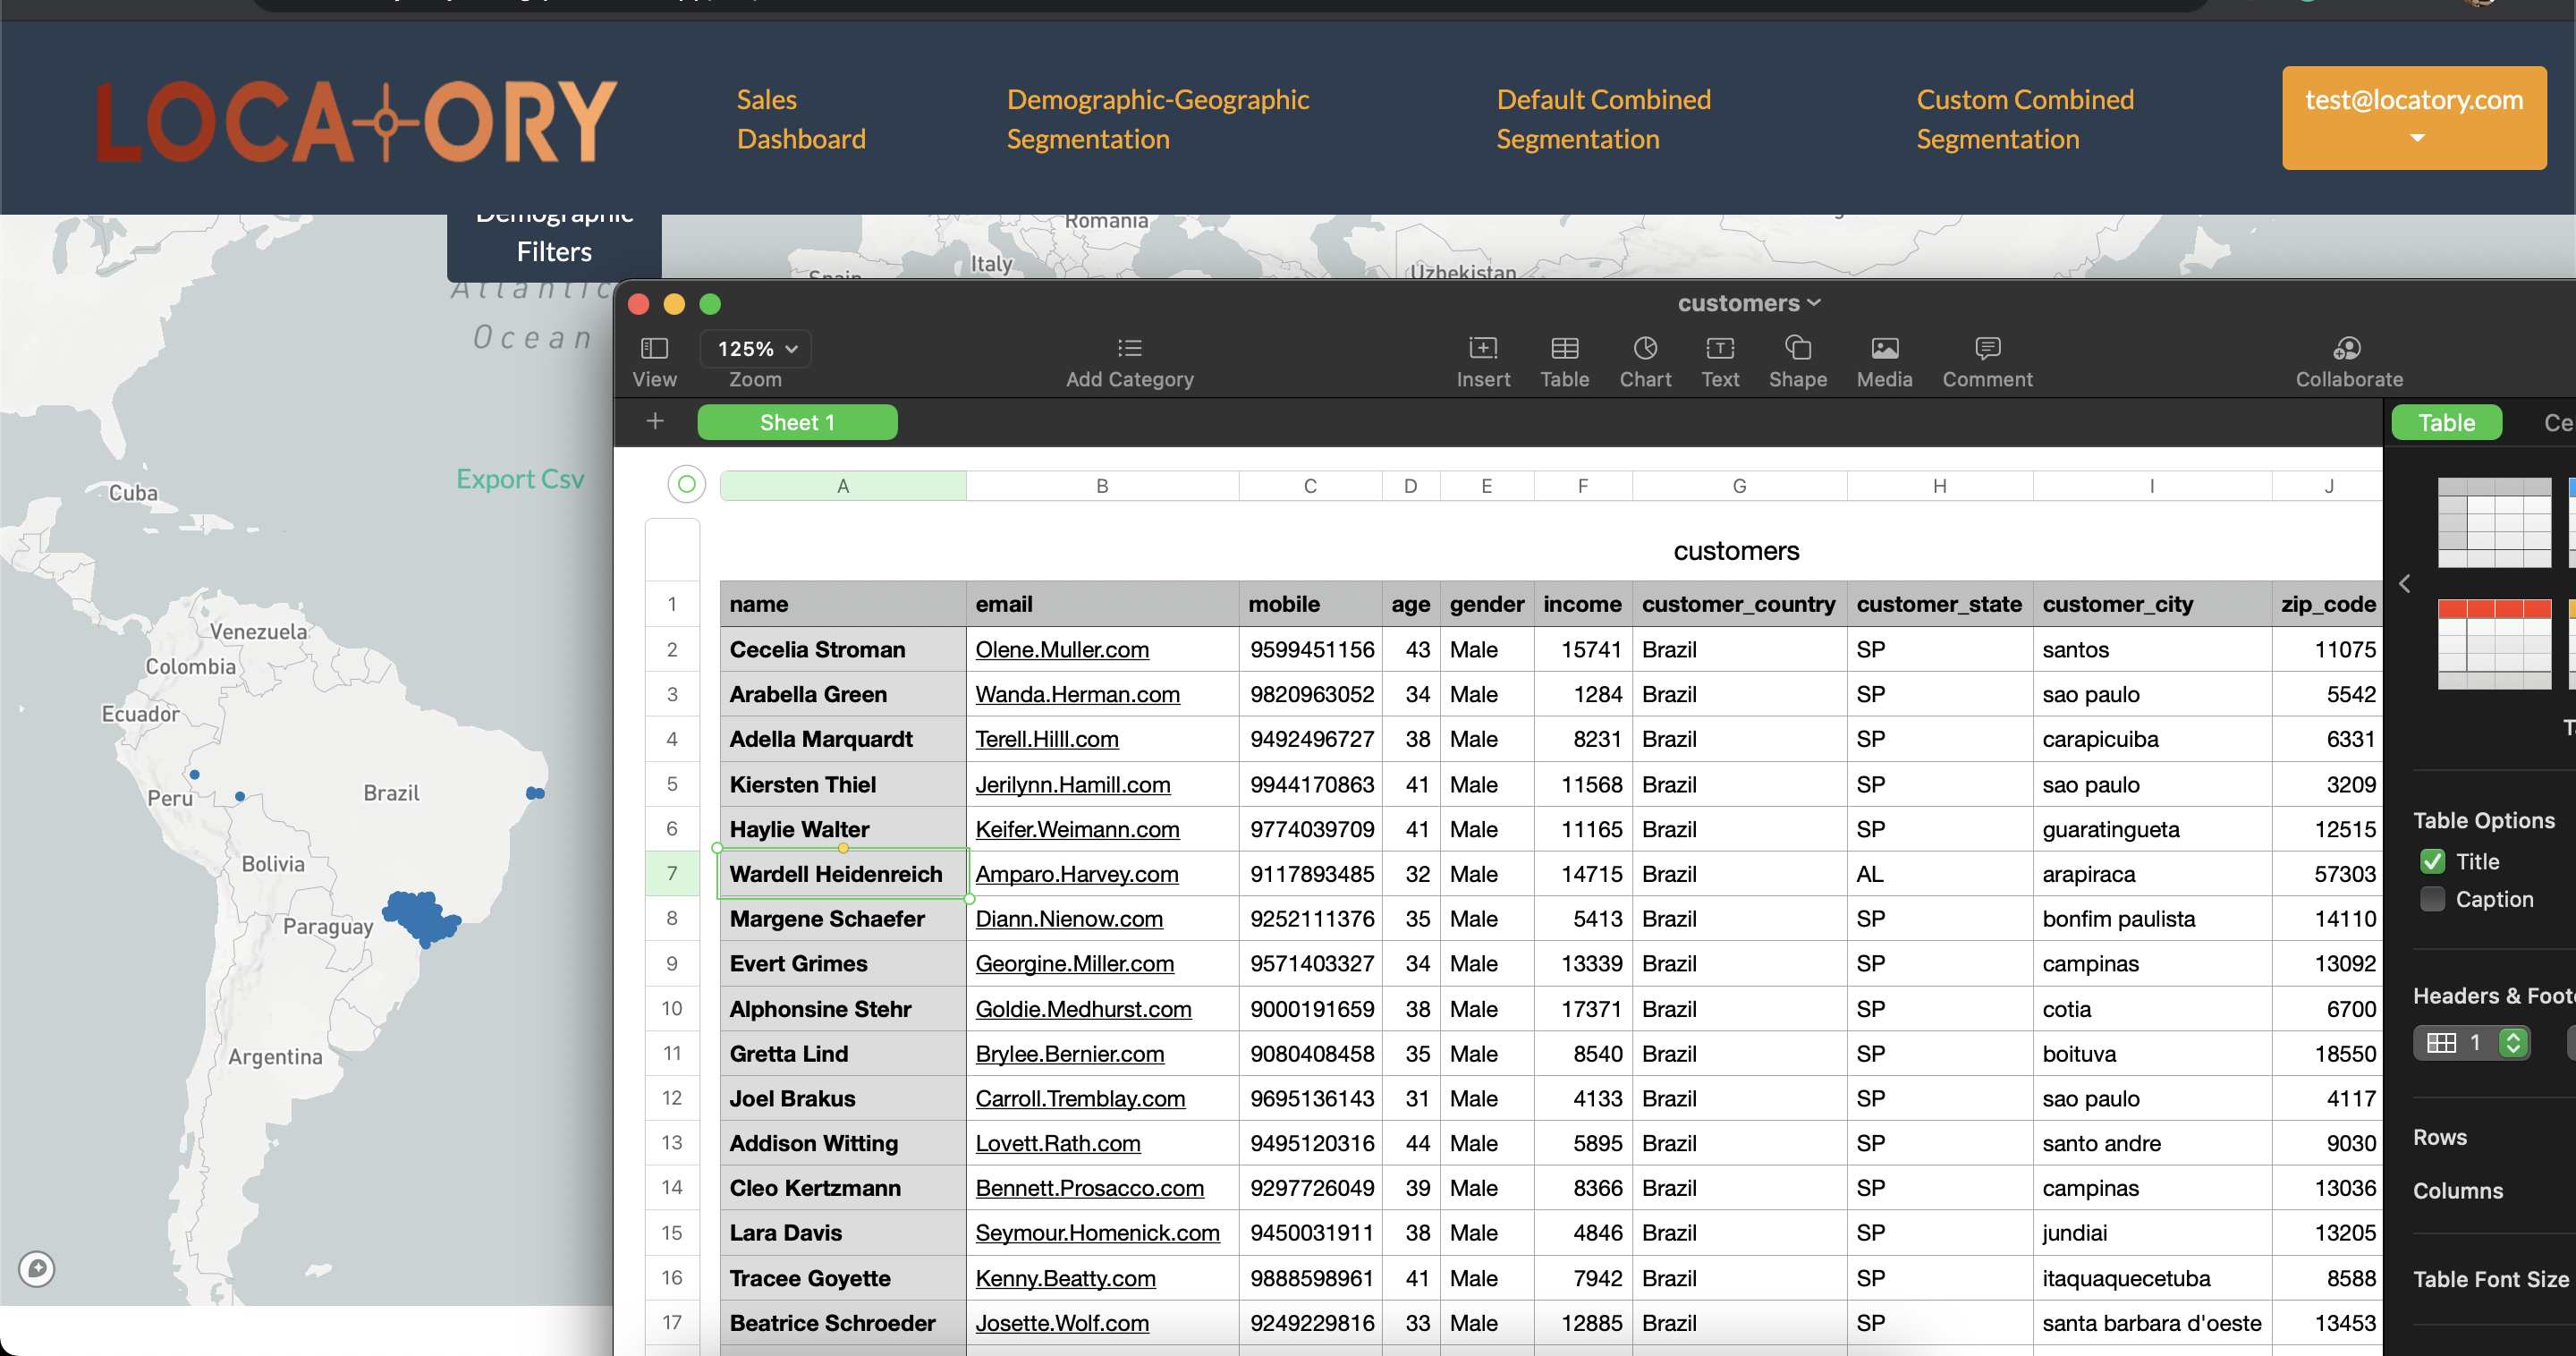 LOCATORY
Sales Dashboard
Demographic-Geographic Segmentation
Default Combined Segmentation
Custom Combined Segmentation
test@locatory.com
Demographic
Filters
Romania
Italy
Spain
Uzbekistan
Atlantic
Ocean
Export Csv
Cuba
Venezuela
Colombia
Ecuador
Peru
Brazil
Bolivia
Paraguay
Argentina
customers
View
125%
Zoom
Add Category
Insert
Table
Chart
Text
Shape
Media
Comment
Collaborate
+ Sheet 1
Table
A B C D E F G H I J
customers
1 name email mobile age gender income customer_country customer_state customer_city zip_code
2 Cecelia Stroman Olene.Muller.com 9599451156 43 Male 15741 Brazil SP santos 11075
3 Arabella Green Wanda.Herman.com 9820963052 34 Male 1284 Brazil SP sao paulo 5542
4 Adella Marquardt Terell.Hilll.com 9492496727 38 Male 8231 Brazil SP carapicuiba 6331
5 Kiersten Thiel Jerilynn.Hamill.com 9944170863 41 Male 11568 Brazil SP sao paulo 3209
6 Haylie Walter Keifer.Weimann.com 9774039709 41 Male 11165 Brazil SP guaratingueta 12515
7 Wardell Heidenreich Amparo.Harvey.com 9117893485 32 Male 14715 Brazil AL arapiraca 57303
8 Margene Schaefer Diann.Nienow.com 9252111376 35 Male 5413 Brazil SP bonfim paulista 14110
9 Evert Grimes Georgine.Miller.com 9571403327 34 Male 13339 Brazil SP campinas 13092
10 Alphonsine Stehr Goldie.Medhurst.com 9000191659 38 Male 17371 Brazil SP cotia 6700
11 Gretta Lind Brylee.Bernier.com 9080408458 35 Male 8540 Brazil SP boituva 18550
12 Joel Brakus Carroll.Tremblay.com 9695136143 31 Male 4133 Brazil SP sao paulo 4117
13 Addison Witting Lovett.Rath.com 9495120316 44 Male 5895 Brazil SP santo andre 9030
14 Cleo Kertzmann Bennett.Prosacco.com 9297726049 39 Male 8366 Brazil SP campinas 13036
15 Lara Davis Seymour.Homenick.com 9450031911 38 Male 4846 Brazil SP jundiai 13205
16 Tracee Goyette Kenny.Beatty.com 9888598961 41 Male 7942 Brazil SP itaquaquecetuba 8588
17 Beatrice Schroeder Josette.Wolf.com 9249229816 33 Male 12885 Brazil SP santa barbara d'oeste 13453
Table Options
Title
Caption
Headers &
1
Rows
Columns
Table Font Size